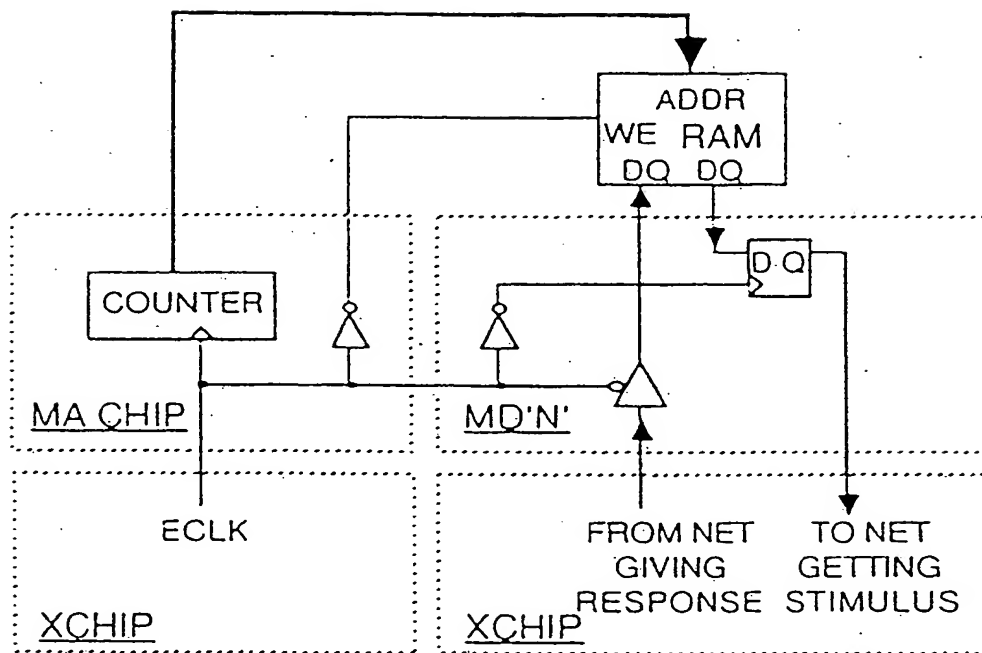 ADDR
WE RAM
DQ DQ
D Q
COUNTER
MA CHIP
MD'N'
ECLK
FROM NET
GIVING
RESPONSE
TO NET
GETTING
STIMULUS
XCHIP
XCHIP